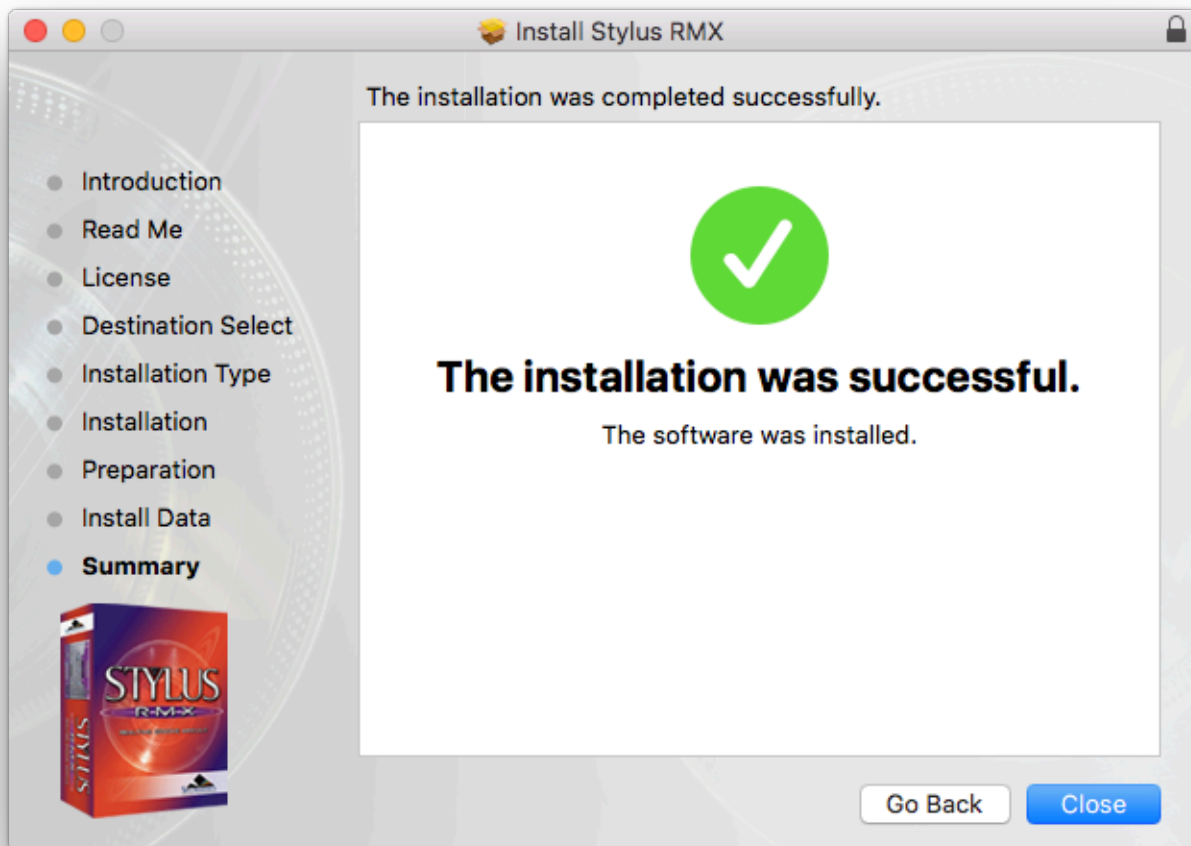 Install Stylus RMX
The installation was completed successfully.
Introduction
Read Me
License
Destination Select
Installation Type
Installation
Preparation
Install Data
Summary
The installation was successful.
The software was installed.
STYLUS
R·M·X
STYLUS
Go Back
Close